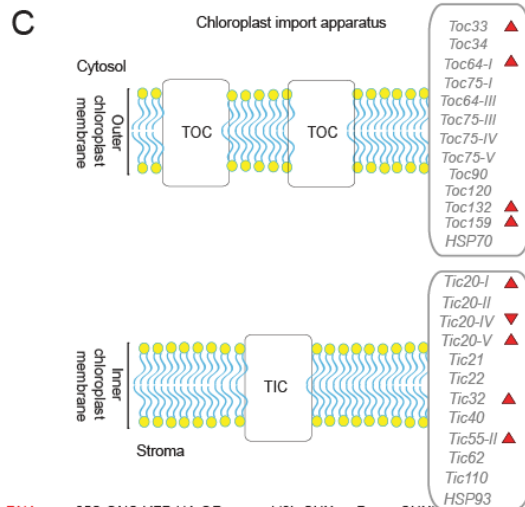 C
Chloroplast import apparatus
Cytosol
Outer
chloroplast
membrane
TOC
TOC
Toc33
Toc34
Toc64-I
Toc75-I
Toc64-III
Toc75-III
Toc75-IV
Toc75-V
Toc90
Toc120
Toc132
Toc159
HSP70
Inner
chloroplast
membrane
TIC
Stroma
Tic20-I
Tic20-II
Tic20-IV
Tic20-V
Tic21
Tic22
Tic32
Tic40
Tic55-II
Tic62
Tic110
HSP93